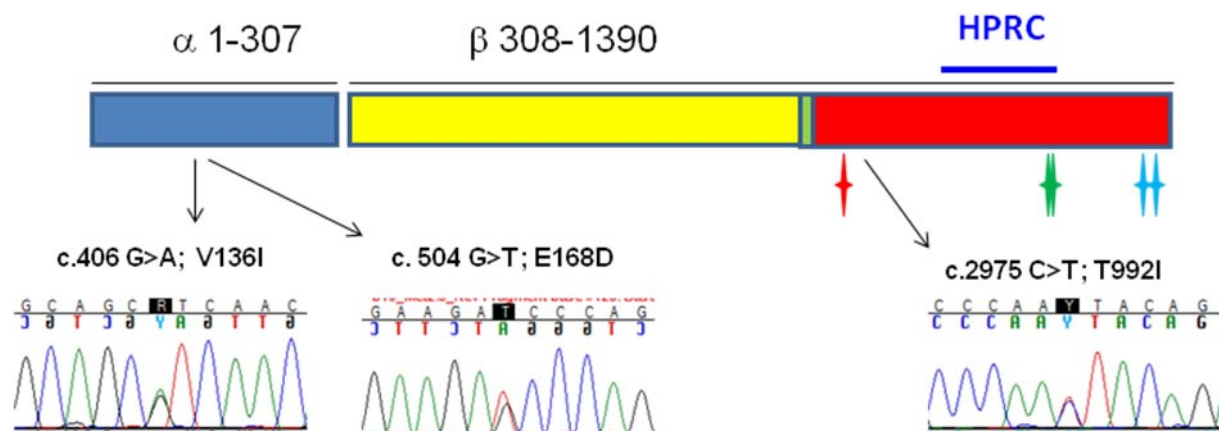 α 1-307
β 308-1390
HPRC
c.406 G>A; V136I
c. 504 G>T; E168D
c.2975 C>T; T992I
G C A G C R T C A A C
C G T C G Y A G T T G
G A A G A T C C C A G
C T T C T A G G G T C
C C C A A Y T A C A G
C C C A A Y T A C A G